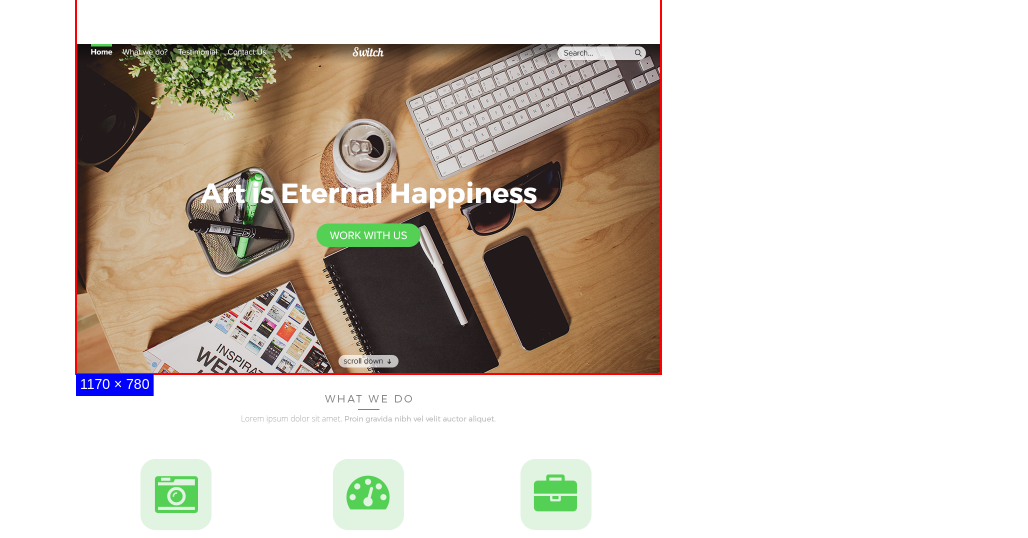 Home What we do? Testimonial Contact Us Switch Search...
Art is Eternal Happiness
WORK WITH US
INSPIRATI
WEB
scroll down ↓
1170 × 780
WHAT WE DO
Lorem Ipsum dolor sit amet. Proin gravida nibh vel velit auctor aliquet.